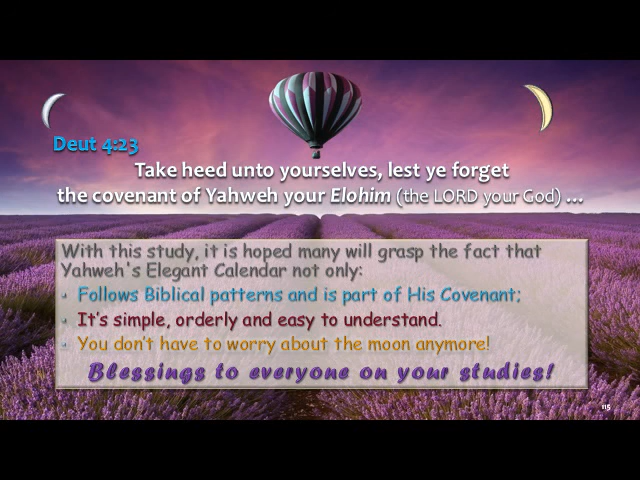 Deut 4:23
Take heed unto yourselves, lest ye forget
the covenant of Yahweh your Elohim (the LORD your God) ...
With this study, it is hoped many will grasp the fact that
Yahweh's Elegant Calendar not only:
• Follows Biblical patterns and is part of His Covenant;
• It's simple, orderly and easy to understand.
• You don't have to worry about the moon anymore!
Blessings to everyone on your studies!
115